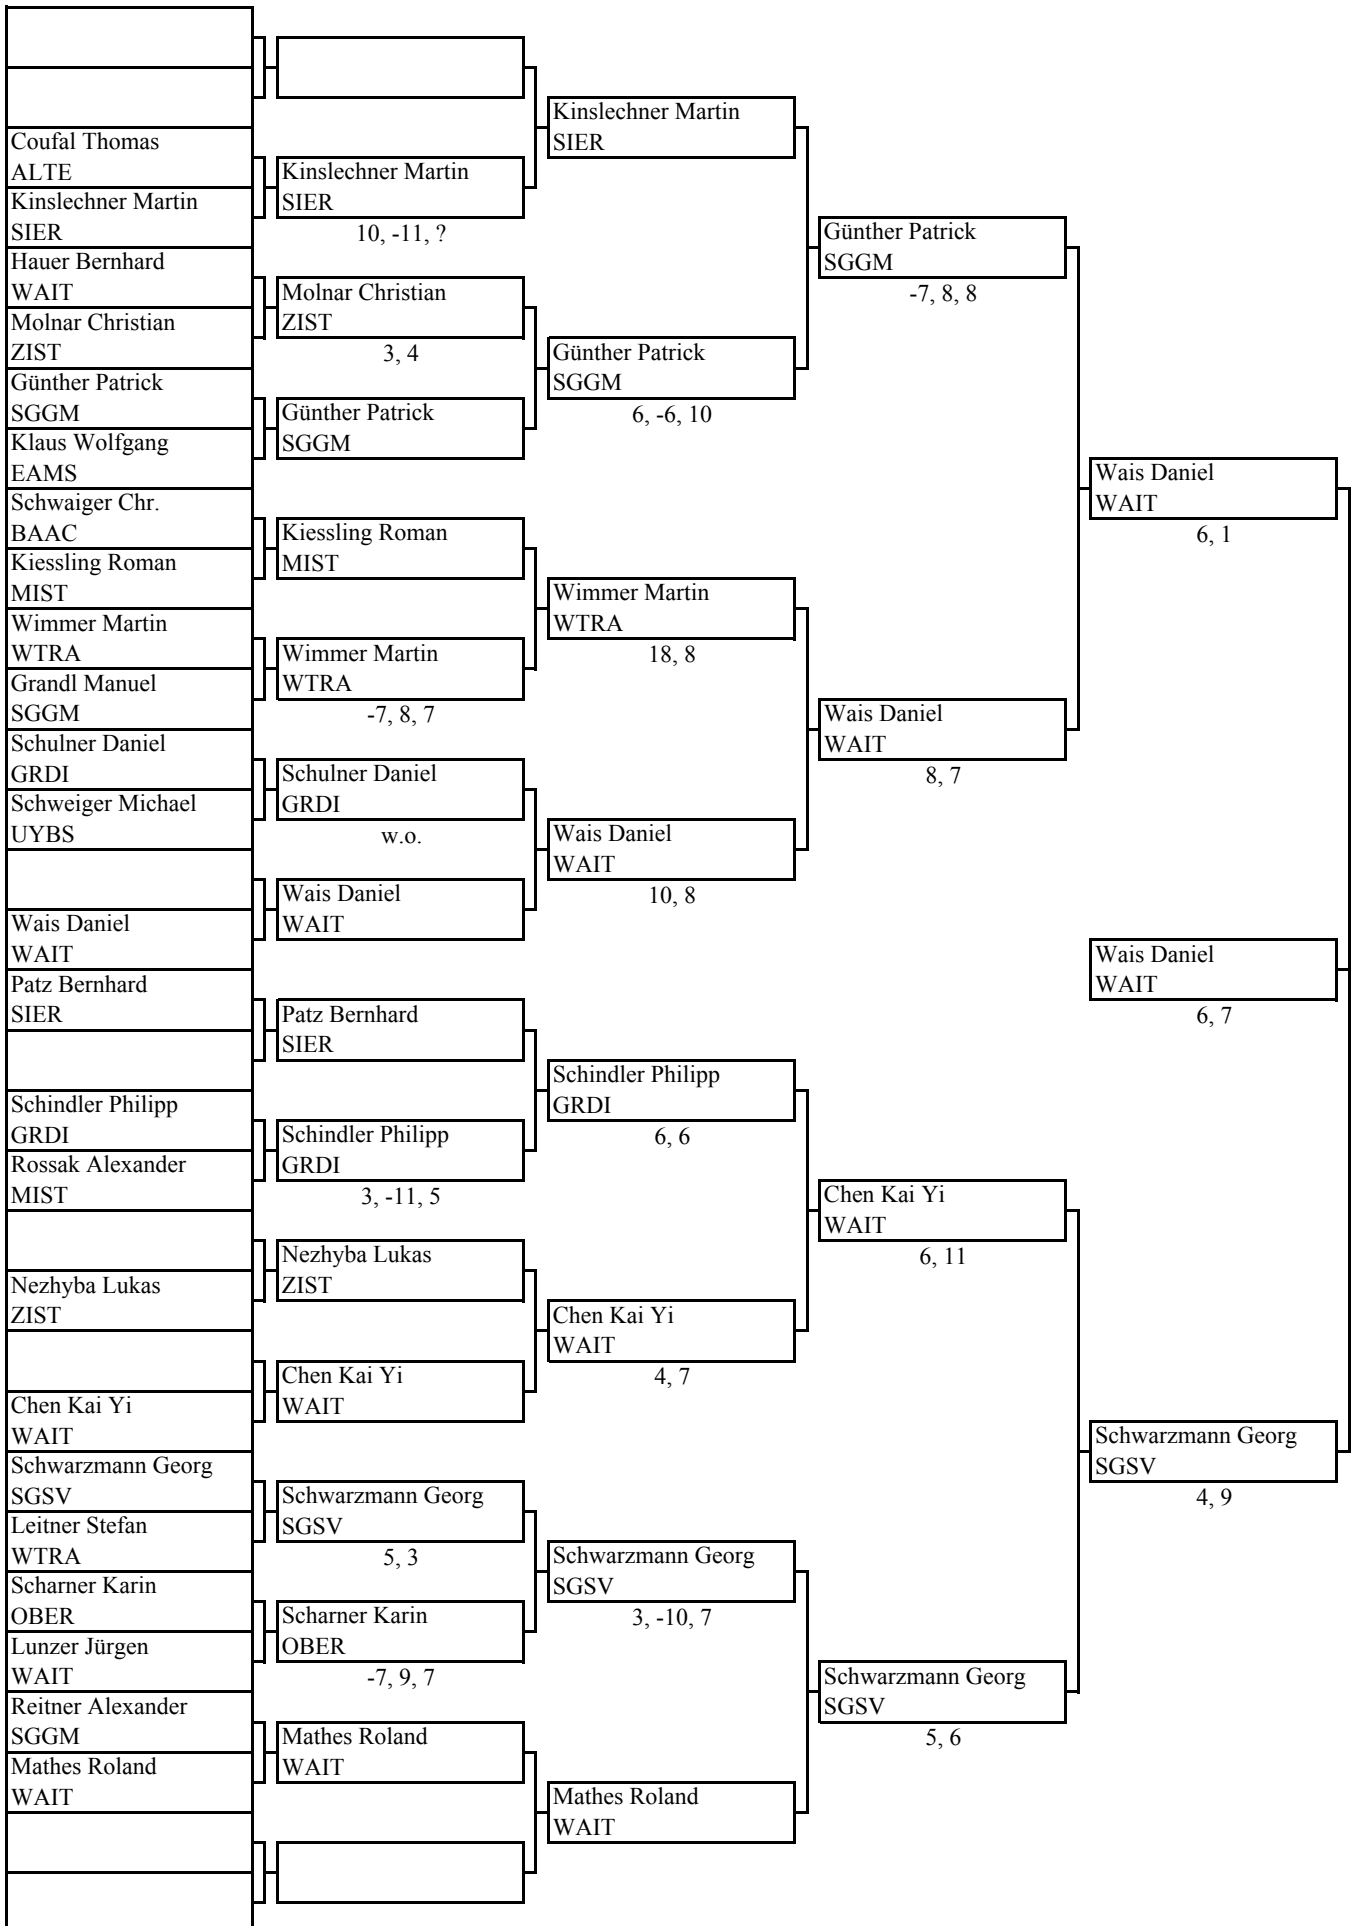 Coufal Thomas
ALTE
Kinslechner Martin
SIER
Hauer Bernhard
WAIT
Molnar Christian
ZIST
Günther Patrick
SGGM
Klaus Wolfgang
EAMS
Schwaiger Chr.
BAAC
Kiessling Roman
MIST
Wimmer Martin
WTRA
Grandl Manuel
SGGM
Schulner Daniel
GRDI
Schweiger Michael
UYBS
Wais Daniel
WAIT
Patz Bernhard
SIER
Schindler Philipp
GRDI
Rossak Alexander
MIST
Nezhyba Lukas
ZIST
Chen Kai Yi
WAIT
Schwarzmann Georg
SGSV
Leitner Stefan
WTRA
Scharner Karin
OBER
Lunzer Jürgen
WAIT
Reitner Alexander
SGGM
Mathes Roland
WAIT
Kinslechner Martin
SIER
10, -11, ?
Molnar Christian
ZIST
3, 4
Günther Patrick
SGGM
Kiessling Roman
MIST
Wimmer Martin
WTRA
-7, 8, 7
Schulner Daniel
GRDI
w.o.
Wais Daniel
WAIT
Patz Bernhard
SIER
Schindler Philipp
GRDI
3, -11, 5
Nezhyba Lukas
ZIST
Chen Kai Yi
WAIT
Schwarzmann Georg
SGSV
5, 3
Scharner Karin
OBER
-7, 9, 7
Mathes Roland
WAIT
Kinslechner Martin
SIER
Günther Patrick
SGGM
6, -6, 10
Wimmer Martin
WTRA
18, 8
Wais Daniel
WAIT
10, 8
Schindler Philipp
GRDI
6, 6
Chen Kai Yi
WAIT
4, 7
Schwarzmann Georg
SGSV
3, -10, 7
Mathes Roland
WAIT
Günther Patrick
SGGM
-7, 8, 8
Wais Daniel
WAIT
8, 7
Chen Kai Yi
WAIT
6, 11
Schwarzmann Georg
SGSV
5, 6
Wais Daniel
WAIT
6, 1
Wais Daniel
WAIT
6, 7
Schwarzmann Georg
SGSV
4, 9